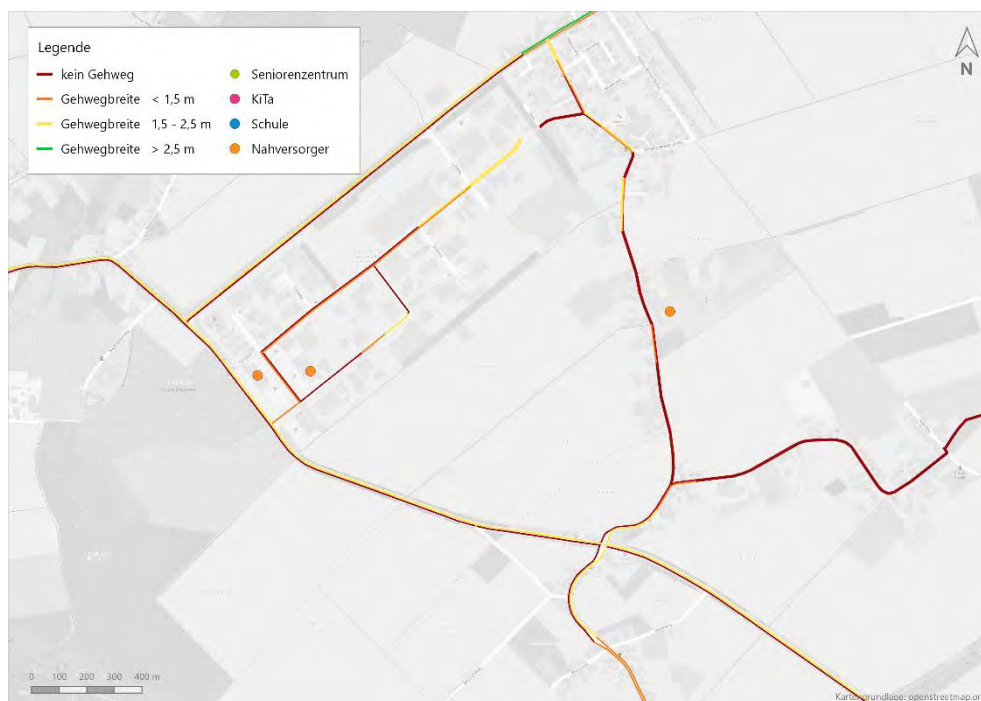 Legende
kein Gehweg
Gehwegbreite < 1,5 m
Gehwegbreite 1,5 - 2,5 m
Gehwegbreite > 2,5 m
Seniorenzentrum
KiTa
Schule
Nahversorger
N
0 100 200 300 400 m
Kartengrundlage: openstreetmap.or